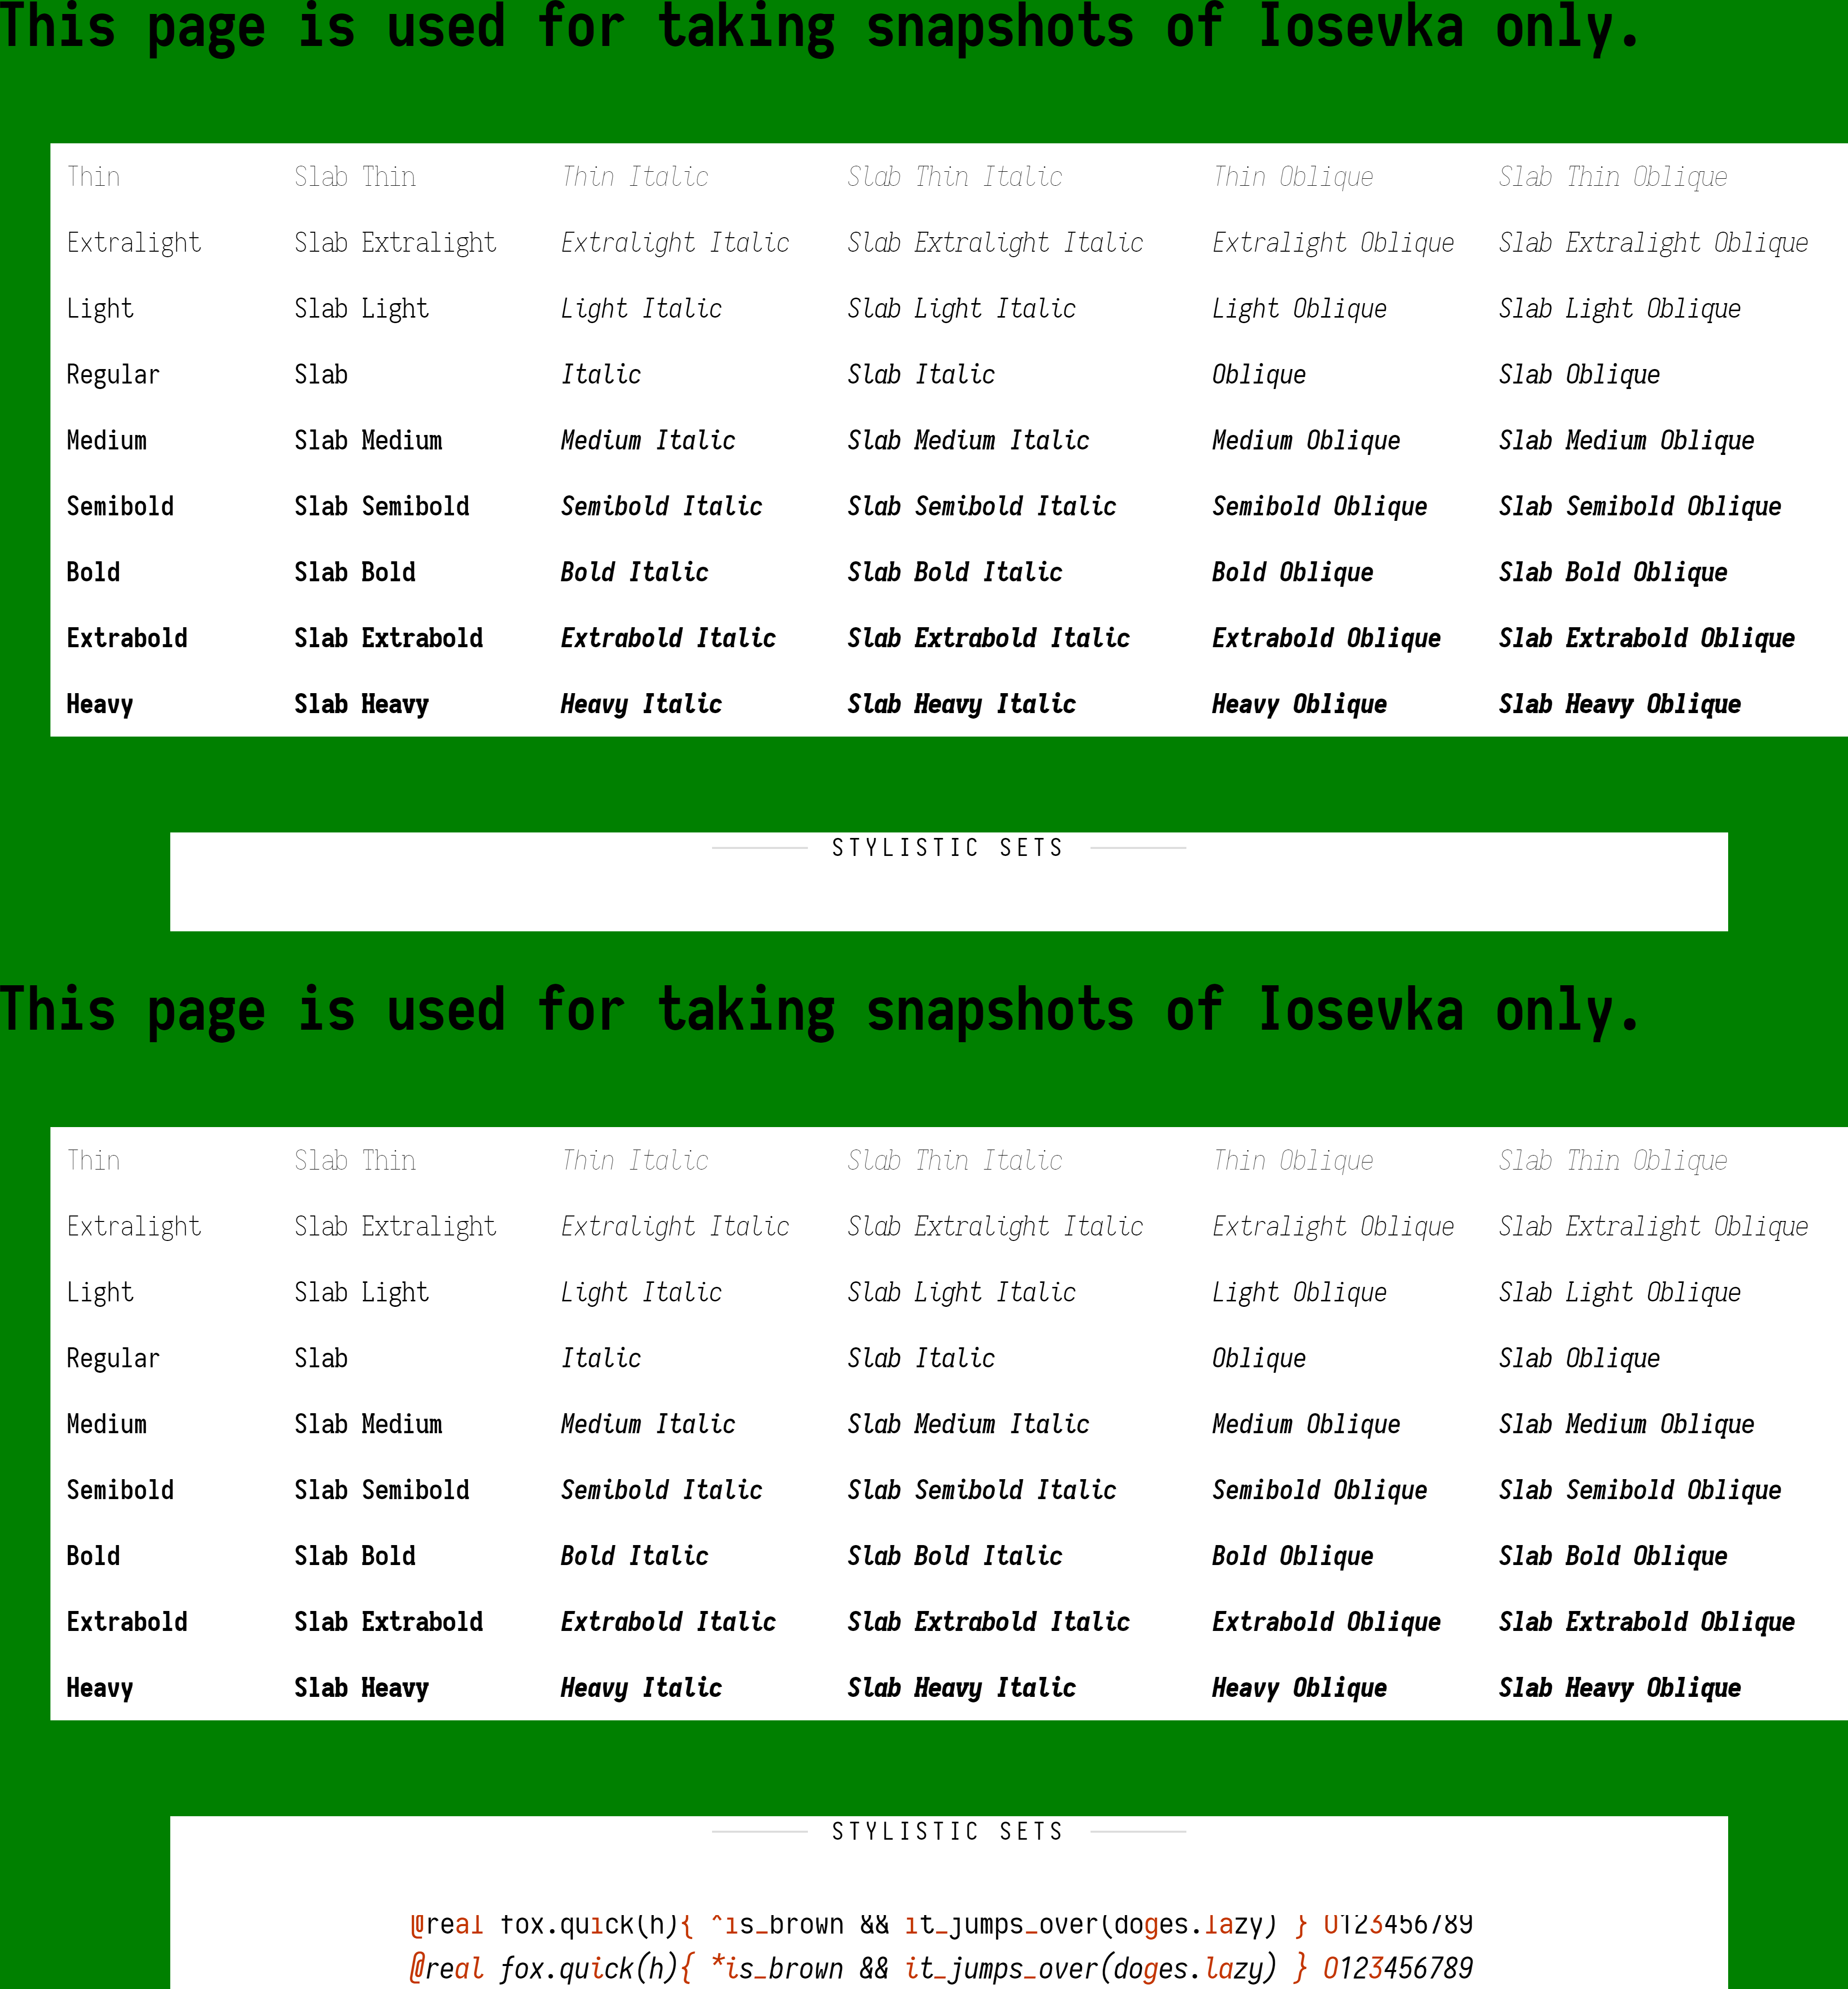 This page is used for taking snapshots of Iosevka only.
Thin Slab Thin Thin Italic Slab Thin Italic Thin Oblique Slab Thin Oblique
Extralight Slab Extralight Extralight Italic Slab Extralight Italic Extralight Oblique Slab Extralight Oblique
Light Slab Light Light Italic Slab Light Italic Light Oblique Slab Light Oblique
Regular Slab Italic Slab Italic Oblique Slab Oblique
Medium Slab Medium Medium Italic Slab Medium Italic Medium Oblique Slab Medium Oblique
Semibold Slab Semibold Semibold Italic Slab Semibold Italic Semibold Oblique Slab Semibold Oblique
Bold Slab Bold Bold Italic Slab Bold Italic Bold Oblique Slab Bold Oblique
Extrabold Slab Extrabold Extrabold Italic Slab Extrabold Italic Extrabold Oblique Slab Extrabold Oblique
Heavy Slab Heavy Heavy Italic Slab Heavy Italic Heavy Oblique Slab Heavy Oblique
STYLISTIC SETS
This page is used for taking snapshots of Iosevka only.
Thin Slab Thin Thin Italic Slab Thin Italic Thin Oblique Slab Thin Oblique
Extralight Slab Extralight Extralight Italic Slab Extralight Italic Extralight Oblique Slab Extralight Oblique
Light Slab Light Light Italic Slab Light Italic Light Oblique Slab Light Oblique
Regular Slab Italic Slab Italic Oblique Slab Oblique
Medium Slab Medium Medium Italic Slab Medium Italic Medium Oblique Slab Medium Oblique
Semibold Slab Semibold Semibold Italic Slab Semibold Italic Semibold Oblique Slab Semibold Oblique
Bold Slab Bold Bold Italic Slab Bold Italic Bold Oblique Slab Bold Oblique
Extrabold Slab Extrabold Extrabold Italic Slab Extrabold Italic Extrabold Oblique Slab Extrabold Oblique
Heavy Slab Heavy Heavy Italic Slab Heavy Italic Heavy Oblique Slab Heavy Oblique
STYLISTIC SETS
@real fox.quick(h){ *is_brown && it_jumps_over(doges.lazy) } 0123456789
@real fox.quick(h){ *is_brown && it_jumps_over(doges.lazy) } 0123456789